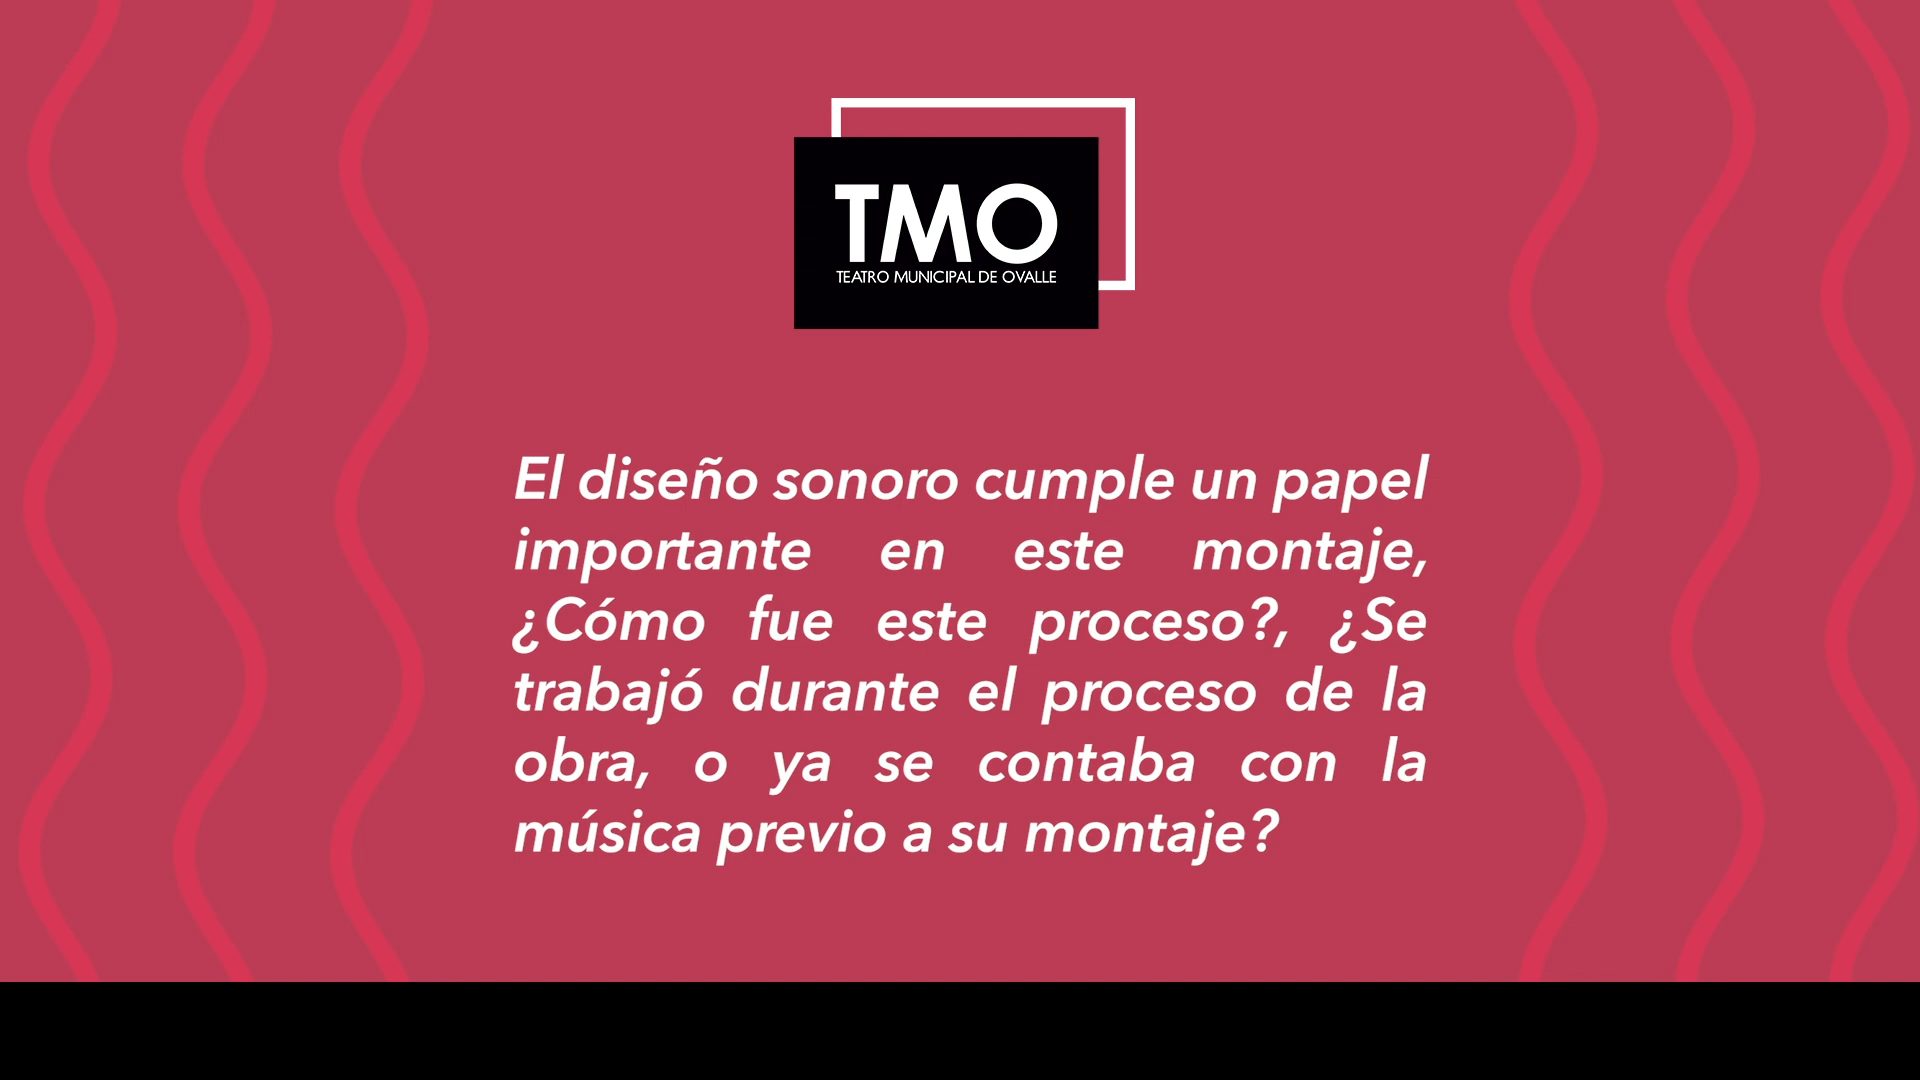 TMO
TEATRO MUNICIPAL DE OVALLE
El diseño sonoro cumple un papel
importante en este montaje,
¿Cómo fue este proceso?, ¿Se
trabajó durante el proceso de la
obra, o ya se contaba con la
música previo a su montaje?